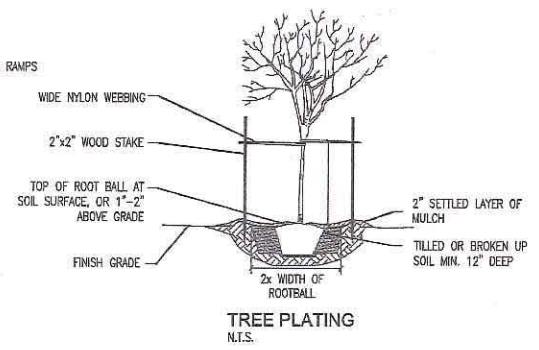 RAMPS
WIDE NYLON WEBBING
2"x2" WOOD STAKE
TOP OF ROOT BALL AT
SOIL SURFACE, OR 1"-2"
ABOVE GRADE
FINISH GRADE
2" SETTLED LAYER OF
MULCH
TILLED OR BROKEN UP
SOIL MIN. 12" DEEP
2x WIDTH OF
ROOTBALL
TREE PLATING
N.T.S.